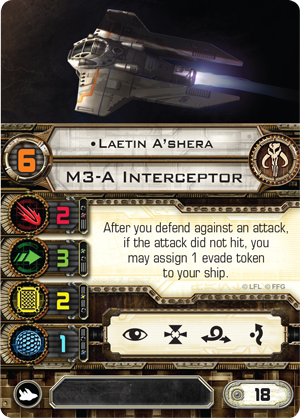 •Laetin A'shera
6
M3-A Interceptor
2
3
2
1
After you defend against an attack,
if the attack did not hit, you
may assign 1 evade token
to your ship.
© LFL © FFG
18